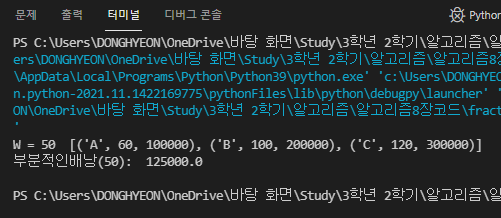 문제 출력 터미널 디버그 콘솔 Python
PS C:\Users\DONGHYEON\OneDrive\바탕 화면\Study\3학년 2학기\알고리즘\알
ers\DONGHYEON\OneDrive\바탕 화면\Study\3학년 2학기\알고리즘\알고리즘8장
\AppData\Local\Programs\Python\Python39\python.exe' 'c:\Users\DONGHYEO
n.python-2021.11.1422169775\pythonFiles\lib\python\debugpy\launcher' '
ON\OneDrive\바탕 화면\Study\3학년 2학기\알고리즘\알고리즘8장코드\fract
'
W = 50 [('A', 60, 100000), ('B', 100, 200000), ('C', 120, 300000)]
부분적인배낭(50): 125000.0
PS C:\Users\DONGHYEON\OneDrive\바탕 화면\Study\3학년 2학기\알고리즘\알